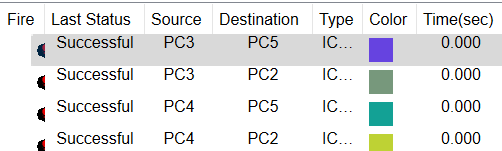 Fire Last Status Source Destination Type Color Time(sec)
Successful PC3 PC5 IC... 0.000
Successful PC3 PC2 IC... 0.000
Successful PC4 PC5 IC... 0.000
Successful PC4 PC2 IC... 0.000